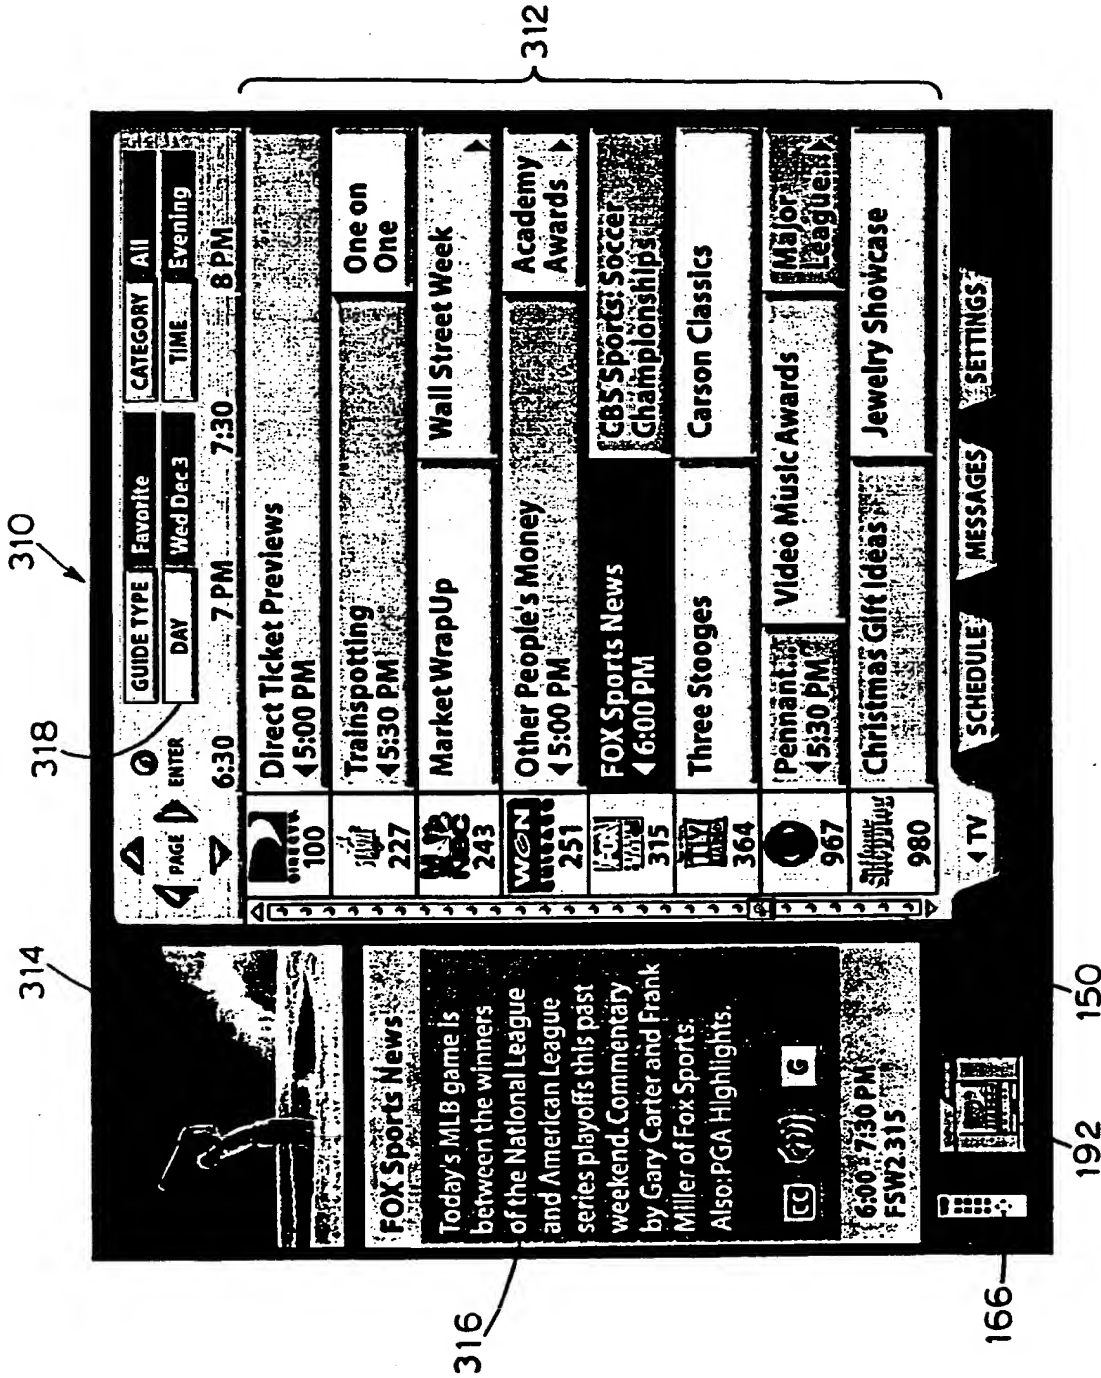 310
314
318
312
316
166
192
150
FOX Sports News
Today's MLB game is
between the winners
of the National League
and American League
series playoffs this past
weekend. Commentary
by Gary Carter and Frank
Miller of Fox Sports.
Also: PGA Highlights.
CC G
6:00 - 7:30 PM
FSW2 315
PAGE ENTER
GUIDE TYPE Favorite CATEGORY All
DAY Wed Dec3 TIME Evening
6:30 7 PM 7:30 8 PM
DIRECTV
100
Direct Ticket Previews
5:00 PM
227
Trainspotting
5:30 PM
One on
One
243
Market WrapUp
Wall Street Week
WGN
251
Other People's Money
5:00 PM
Academy
Awards
315
FOX Sports News
6:00 PM
CBS Sports: Soccer
Championships
364
Three Stooges
Carson Classics
967
Pennant...
5:30 PM
Video Music Awards
Major
League...
980
Christmas Gift Ideas
Jewelry Showcase
TV SCHEDULE MESSAGES SETTINGS